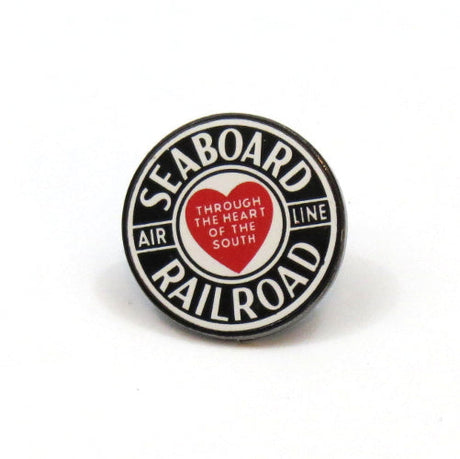 SEABOARD
AIR LINE
RAILROAD
THROUGH
THE HEART
OF THE
SOUTH